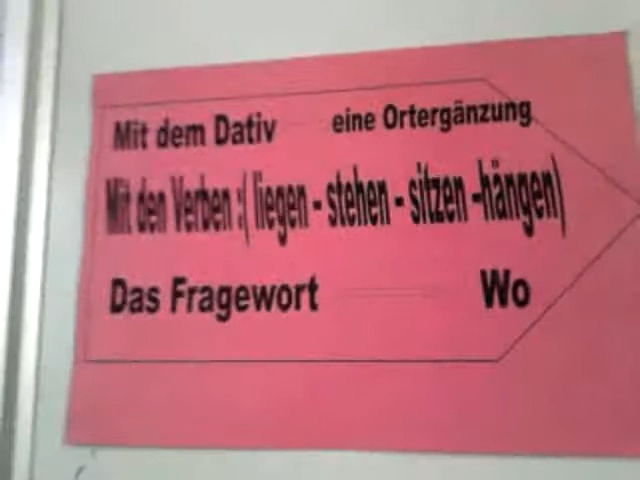 Mit dem Dativ eine Ortergänzung
Mit den Verben :( liegen - stehen - sitzen -hängen)
Das Fragewort Wo